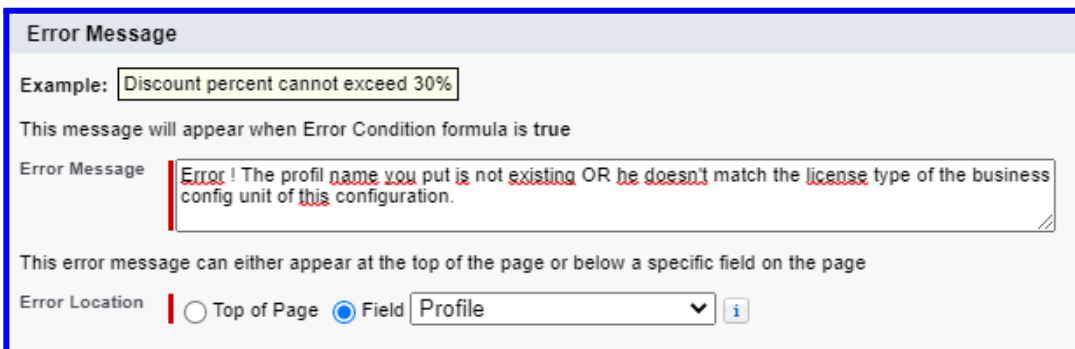 Error Message
Example: Discount percent cannot exceed 30%
This message will appear when Error Condition formula is true
Error Message Error ! The profil name you put is not existing OR he doesn't match the license type of the business
config unit of this configuration.
This error message can either appear at the top of the page or below a specific field on the page
Error Location Top of Page Field Profile i